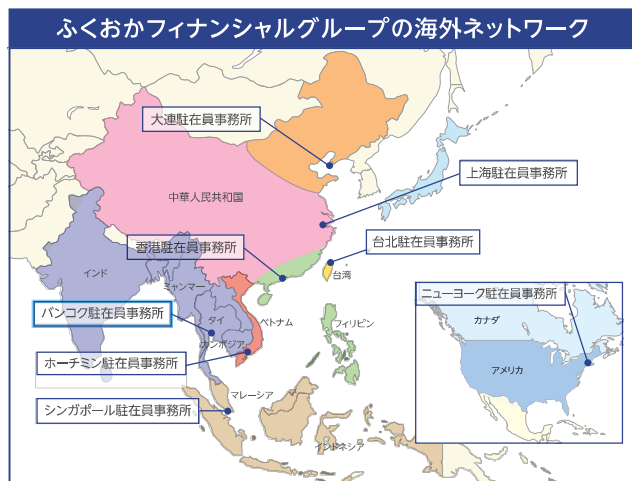 ふくおかフィナンシャルグループの海外ネットワーク
大連駐在員事務所
上海駐在員事務所
中華人民共和国
香港駐在員事務所
台北駐在員事務所
インド
ミャンマー
台湾
ニューヨーク駐在員事務所
バンコク駐在員事務所
タイ
ベトナム
フィリピン
カナダ
カンボジア
ホーチミン駐在員事務所
アメリカ
マレーシア
シンガポール駐在員事務所
インドネシア